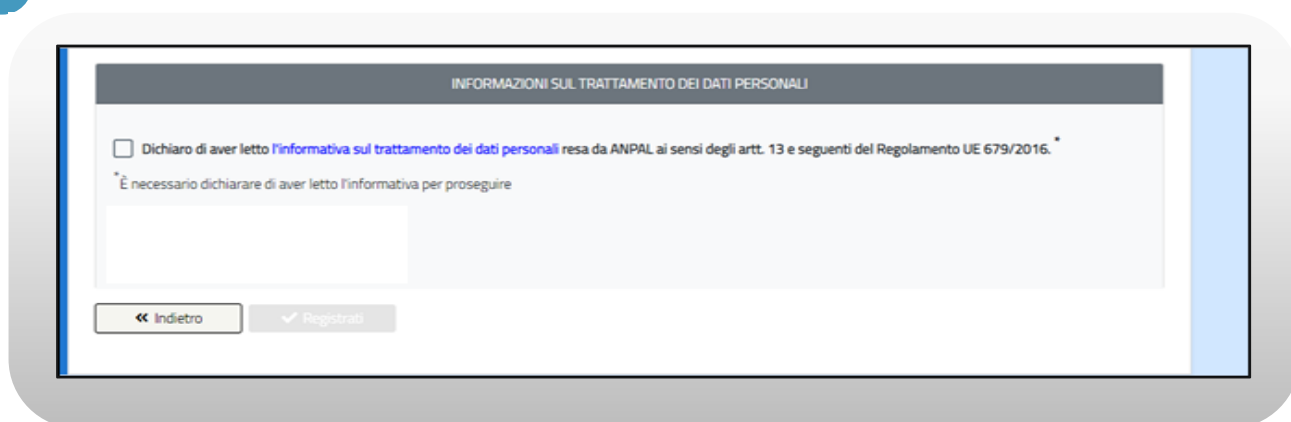 INFORMAZIONI SUL TRATTAMENTO DEI DATI PERSONALI
Dichiaro di aver letto l'informativa sul trattamento dei dati personali resa da ANPAL ai sensi degli artt. 13 e seguenti del Regolamento UE 679/2016. *
*È necessario dichiarare di aver letto l'informativa per proseguire
« Indietro ✓ Registrati